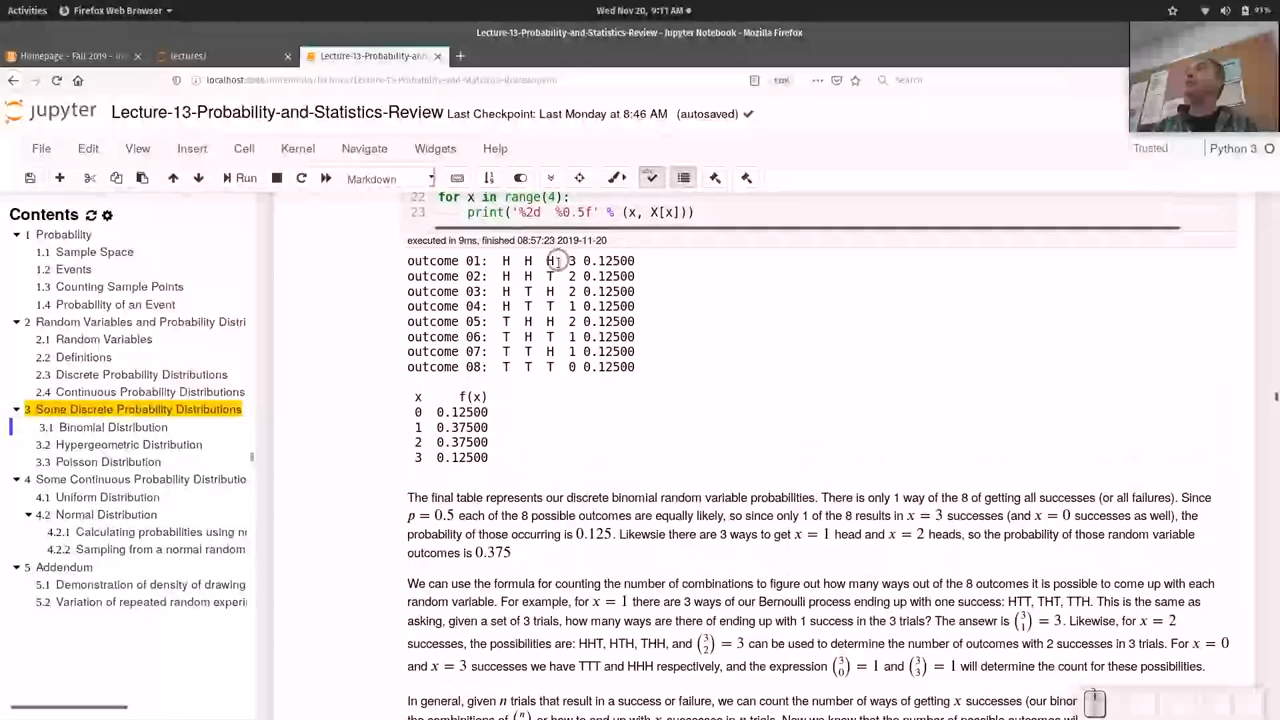 Activities Firefox Web Browser Wed Nov 20, 9:11 AM 91%
Lecture-13-Probability-and-Statistics-Review - Jupyter Notebook - Mozilla Firefox
Homepage - Fall 2019 - lectures/ Lecture-13-Probability-and-
Search
jupyter Lecture-13-Probability-and-Statistics-Review Last Checkpoint: Last Monday at 8:46 AM (autosaved)
File Edit View Insert Cell Kernel Navigate Widgets Help Trusted Python 3
Run Markdown
Contents
1 Probability
1.1 Sample Space
1.2 Events
1.3 Counting Sample Points
1.4 Probability of an Event
2 Random Variables and Probability Distri
2.1 Random Variables
2.2 Definitions
2.3 Discrete Probability Distributions
2.4 Continuous Probability Distributions
3 Some Discrete Probability Distributions
3.1 Binomial Distribution
3.2 Hypergeometric Distribution
3.3 Poisson Distribution
4 Some Continuous Probability Distributio
4.1 Uniform Distribution
4.2 Normal Distribution
4.2.1 Calculating probabilities using n
4.2.2 Sampling from a normal random
5 Addendum
5.1 Demonstration of density of drawing
5.2 Variation of repeated random experi
22 for x in range(4):
23 print('%2d %0.5f' % (x, X[x]))
executed in 9ms, finished 08:57:23 2019-11-20
outcome 01: H H H 3 0.12500
outcome 02: H H T 2 0.12500
outcome 03: H T H 2 0.12500
outcome 04: H T T 1 0.12500
outcome 05: T H H 2 0.12500
outcome 06: T H T 1 0.12500
outcome 07: T T H 1 0.12500
outcome 08: T T T 0 0.12500
x f(x)
0 0.12500
1 0.37500
2 0.37500
3 0.12500
The final table represents our discrete binomial random variable probabilities. There is only 1 way of the 8 of getting all successes (or all failures). Since
p = 0.5 each of the 8 possible outcomes are equally likely, so since only 1 of the 8 results in x = 3 successes (and x = 0 successes as well), the
probability of those occurring is 0.125. Likewsie there are 3 ways to get x = 1 head and x = 2 heads, so the probability of those random variable
outcomes is 0.375
We can use the formula for counting the number of combinations to figure out how many ways out of the 8 outcomes it is possible to come up with each
random variable. For example, for x = 1 there are 3 ways of our Bernoulli process ending up with one success: HTT, THT, TTH. This is the same as
asking, given a set of 3 trials, how many ways are there of ending up with 1 success in the 3 trials? The answer is (3 1) = 3. Likewise, for x = 2
successes, the possibilities are: HHT, HTH, THH, and (3 2) = 3 can be used to determine the number of outcomes with 2 successes in 3 trials. For x = 0
and x = 3 successes we have TTT and HHH respectively, and the expression (3 0) = 1 and (3 3) = 1 will determine the count for these possibilities.
In general, given n trials that result in a success or failure, we can count the number of ways of getting x successes (our binor